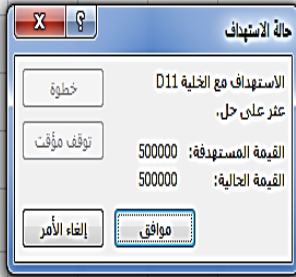 حالة الاستهداف
الاستهداف مع الخلية D11
عثر على حل.
خطوة
توقف مؤقت
القيمة المستهدفة: 500000
القيمة الحالية: 500000
موافق
إلغاء الأمر